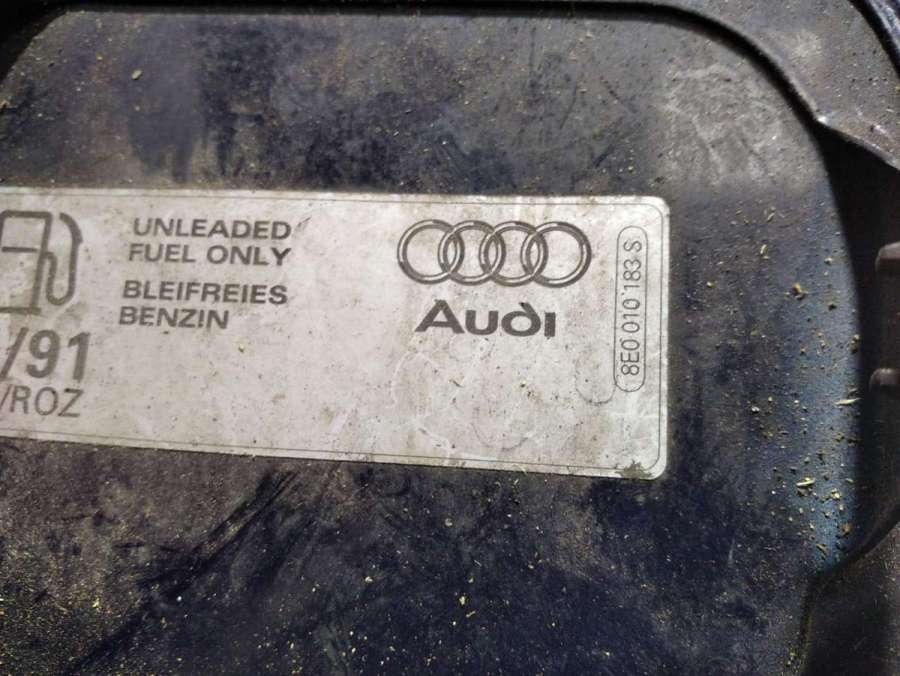 UNLEADED
FUEL ONLY
BLEIFREIES
BENZIN
/91
/ROZ
Audi
8E0 010 183 S